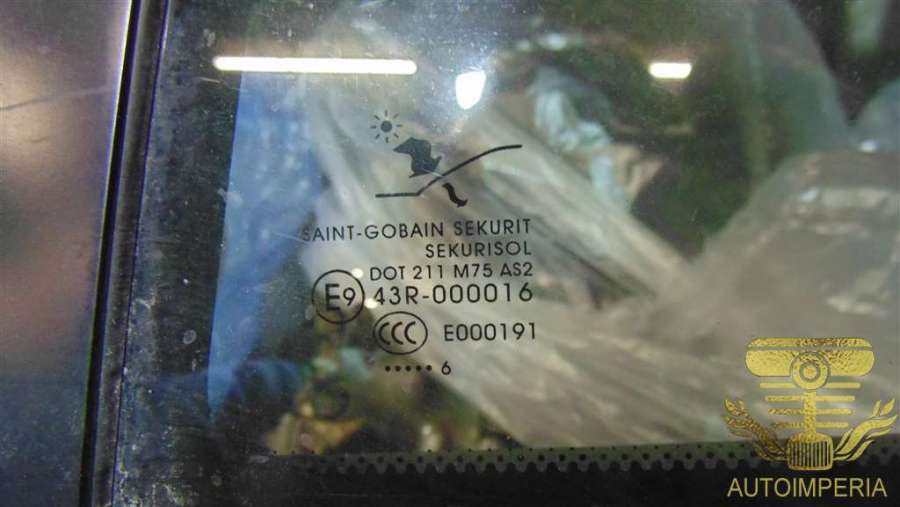 SAINT-GOBAIN SEKURIT
SEKURISOL
DOT 211 M75 AS2
E9 43R-000016
CCC E000191
•••••6
AUTOIMPERIA